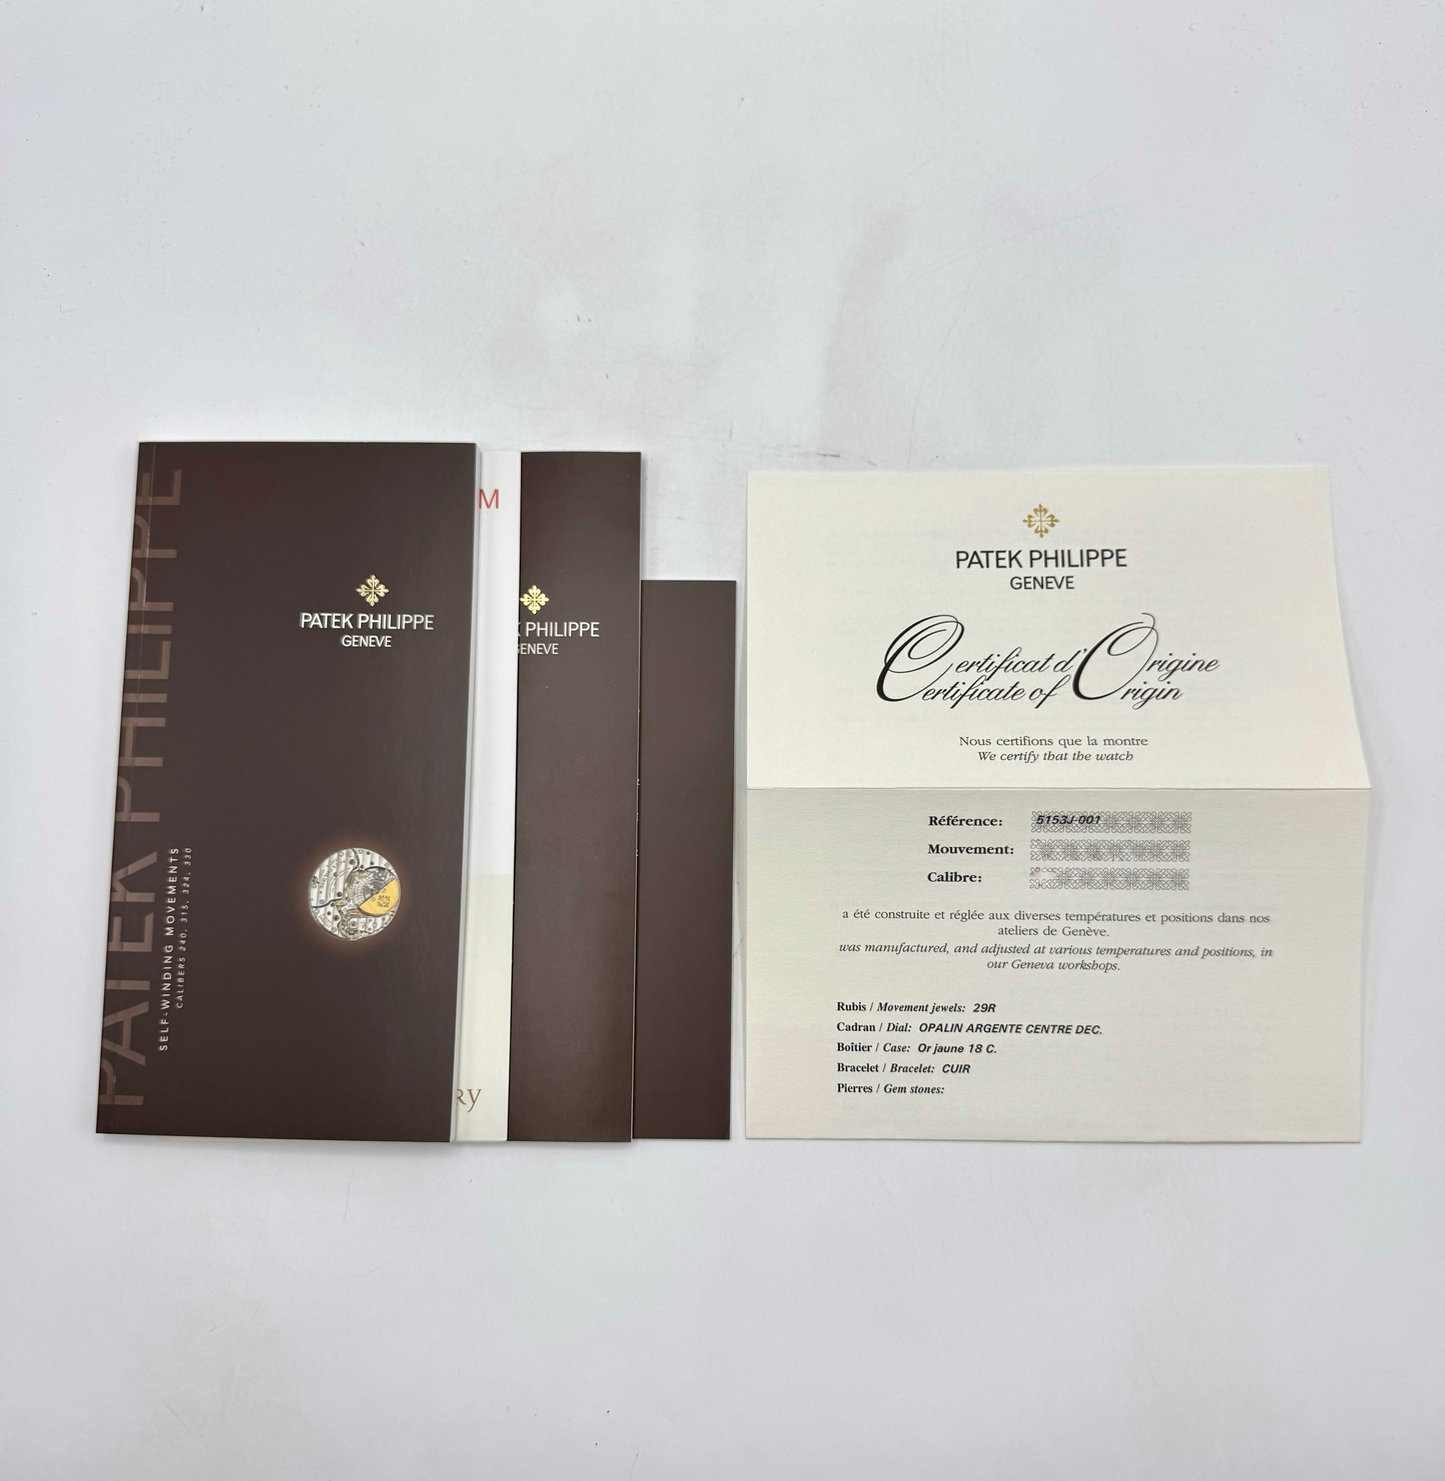 PATEK PHILIPPE
SELF-WINDING MOVEMENTS
CALIBERS 240, 315, 324, 330
PATEK PHILIPPE
GENEVE
M
RY
K PHILIPPE
GENEVE
PATEK PHILIPPE
GENEVE
Certificat d'Origine
Certificate of Origin
Nous certifions que la montre
We certify that the watch
Référence: 5153J-001
Mouvement:
Calibre:
a été construite et réglée aux diverses températures et positions dans nos
ateliers de Genève.
was manufactured, and adjusted at various temperatures and positions, in
our Geneva workshops.
Rubis / Movement jewels: 29R
Cadran / Dial: OPALIN ARGENTE CENTRE DEC.
Boîtier / Case: Or jaune 18 C.
Bracelet / Bracelet: CUIR
Pierres / Gem stones: